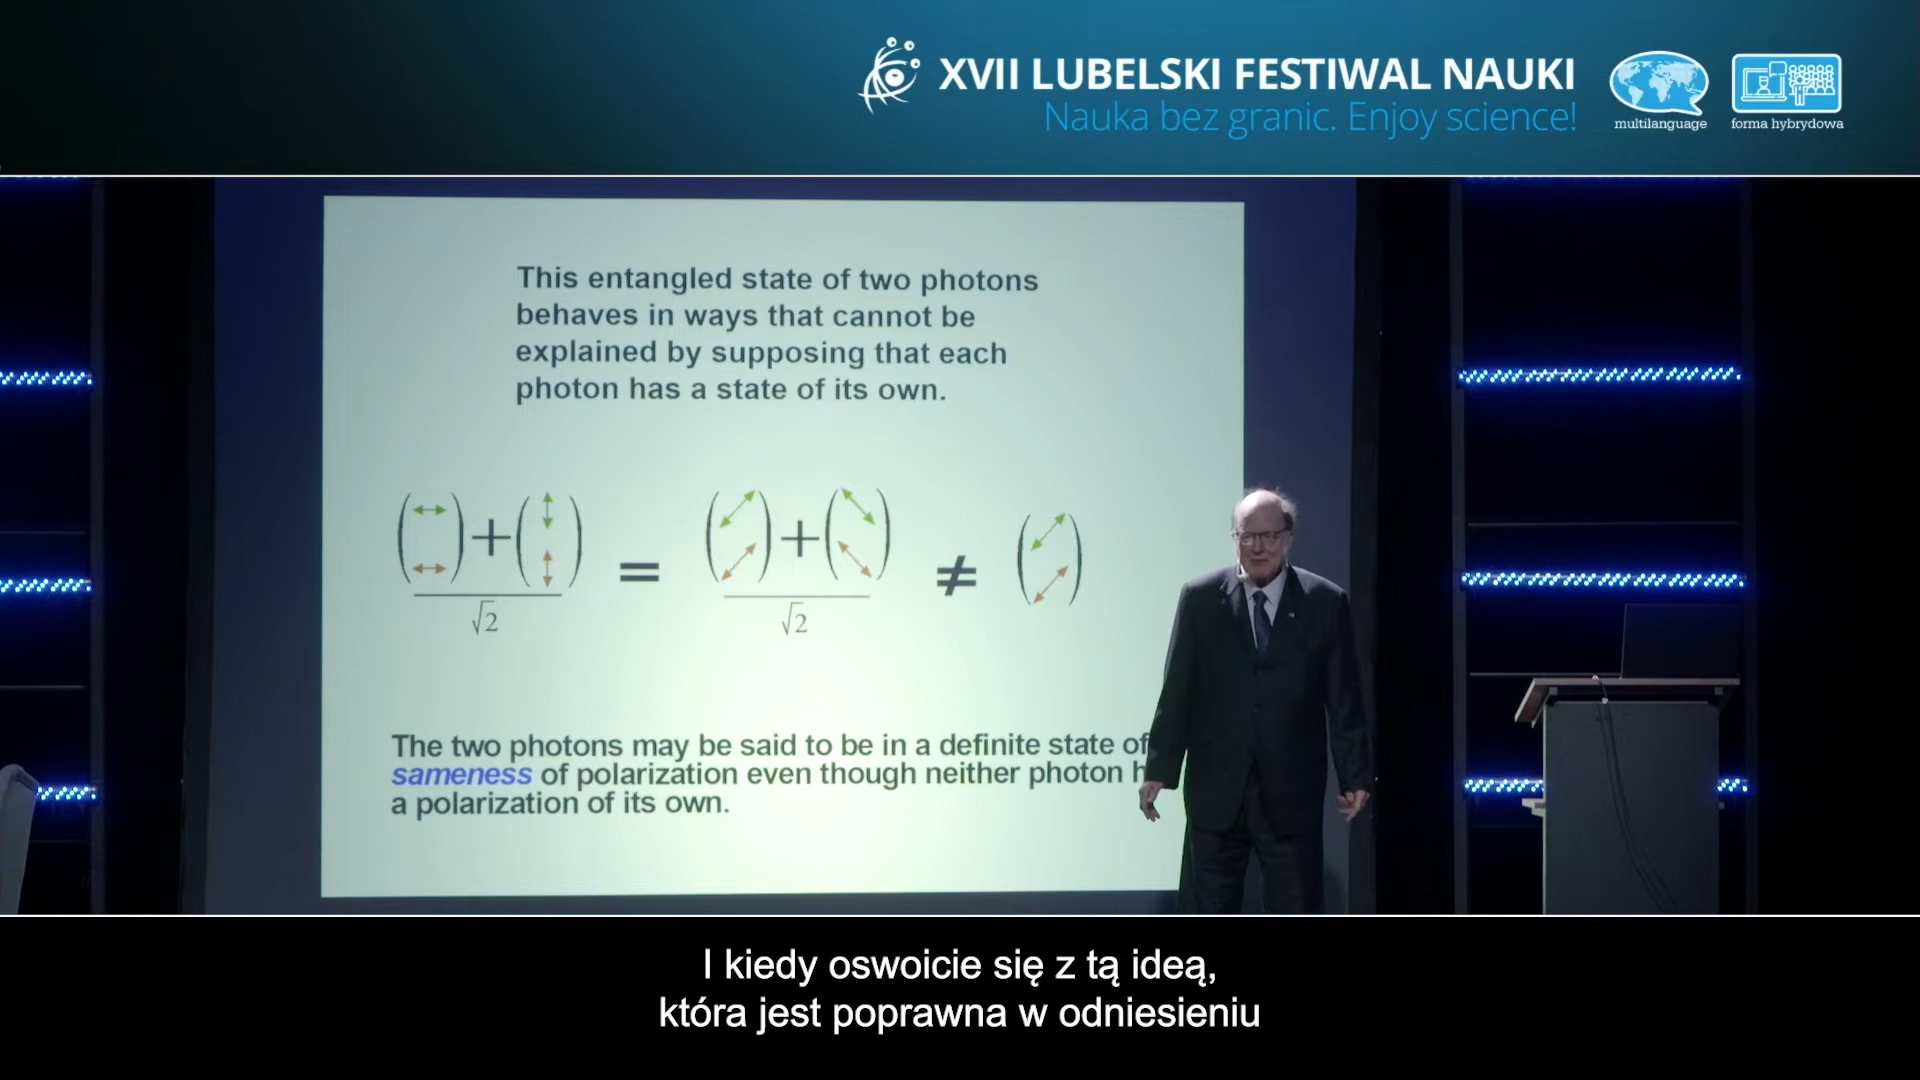 XVII LUBELSKI FESTIWAL NAUKI
Nauka bez granic. Enjoy science!
multilanguage
forma hybrydowa
This entangled state of two photons
behaves in ways that cannot be
explained by supposing that each
photon has a state of its own.
( ) + ( ) = ( ) + ( ) ≠ ( )
√2 √2
The two photons may be said to be in a definite state of
sameness of polarization even though neither photon
a polarization of its own.
I kiedy oswoicie się z tą ideą,
która jest poprawna w odniesieniu